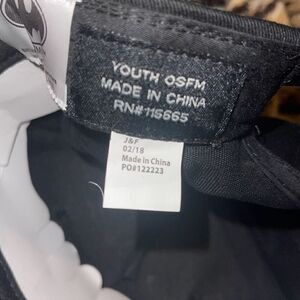 YOUTH OSFM
MADE IN CHINA
RN#115665
J&F
02/18
Made in China
PO#122223